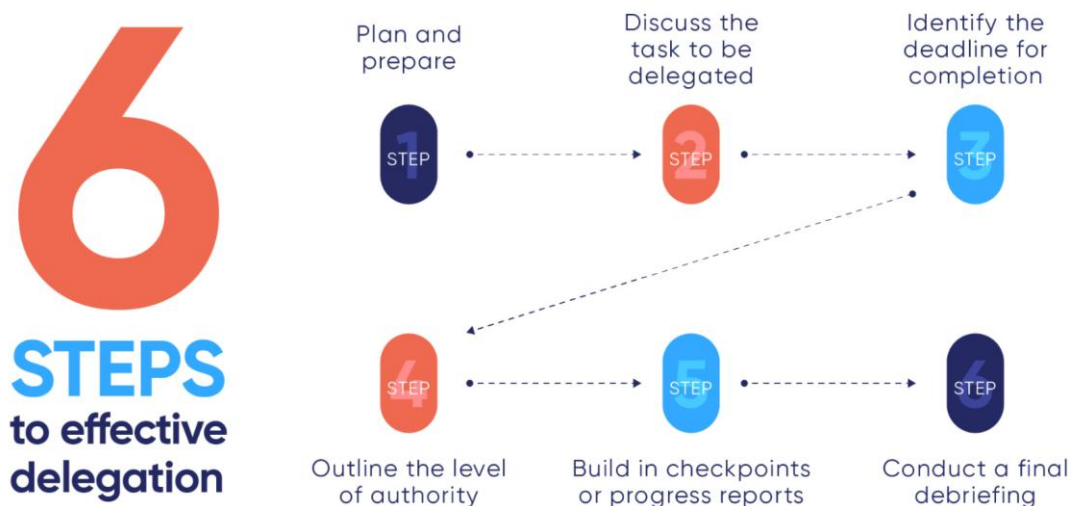 6
STEPS
to effective
delegation
Plan and
prepare
1
STEP
Discuss the
task to be
delegated
2
STEP
Identify the
deadline for
completion
3
STEP
4
STEP
Outline the level
of authority
5
STEP
Build in checkpoints
or progress reports
6
STEP
Conduct a final
debriefing